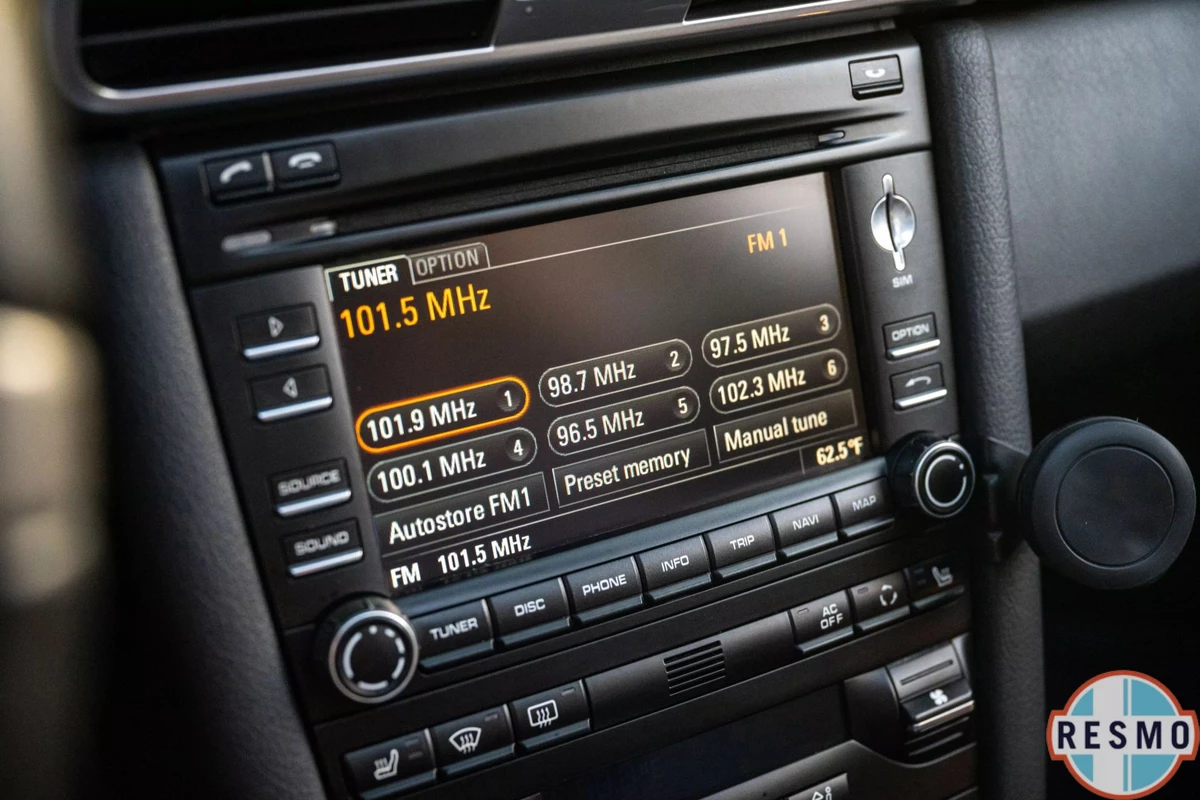 TUNER OPTION
FM 1
101.5 MHz
SIM
OPTION
101.9 MHz 1
98.7 MHz 2
97.5 MHz 3
100.1 MHz 4
96.5 MHz 5
102.3 MHz 6
Autostore FM1
Preset memory
Manual tune
FM 101.5 MHz
62.5°F
SOURCE
SOUND
TUNER
DISC
PHONE
INFO
TRIP
NAVI
MAP
AC
OFF
RESMO